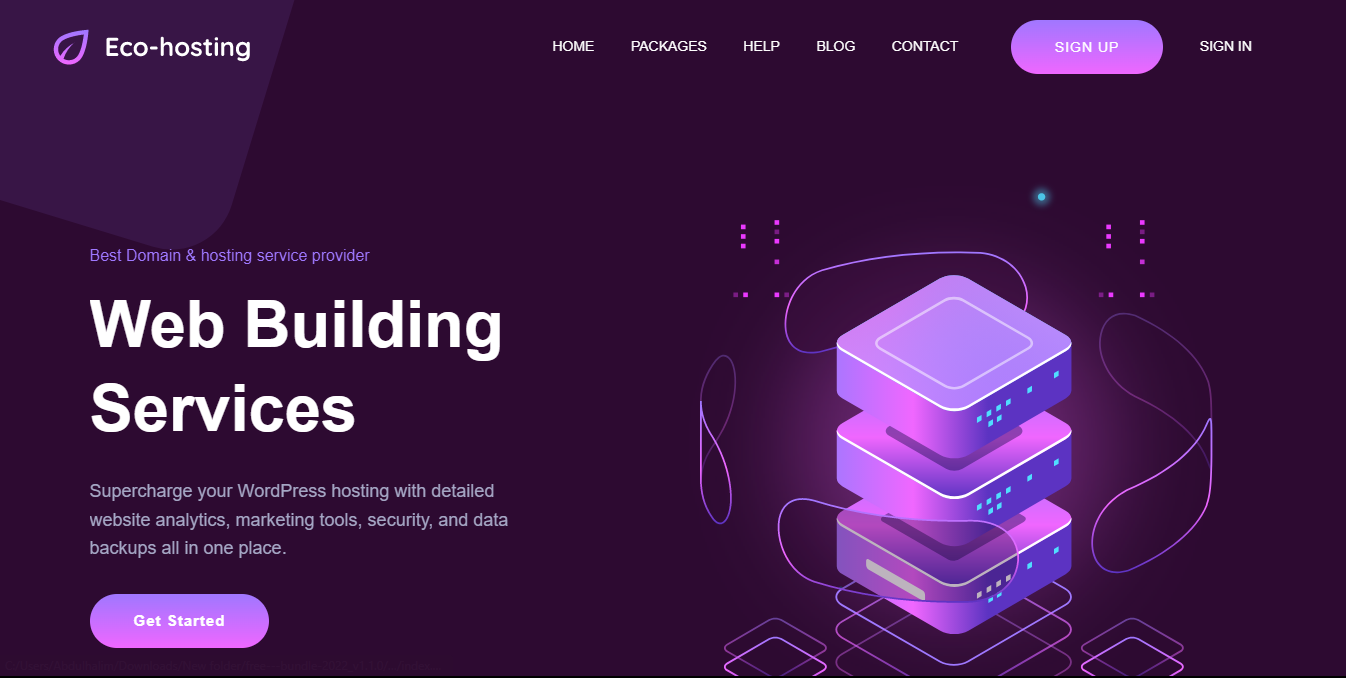 Eco-hosting
HOME PACKAGES HELP BLOG CONTACT SIGN UP SIGN IN
Best Domain & hosting service provider
Web Building
Services
Supercharge your WordPress hosting with detailed
website analytics, marketing tools, security, and data
backups all in one place.
Get Started